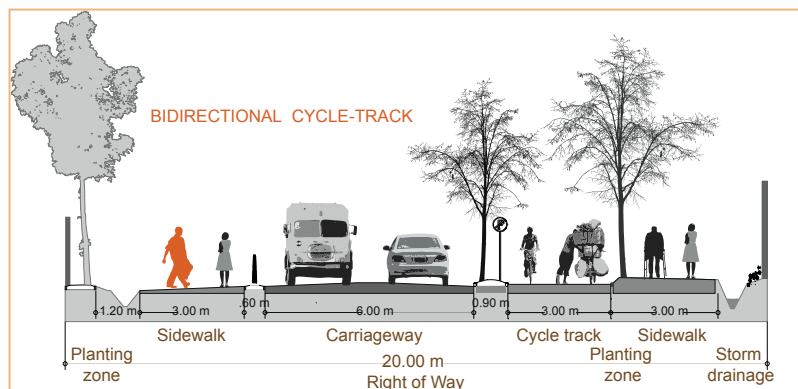 BIDIRECTIONAL CYCLE-TRACK
1.20 m 3.00 m .60 m 6.00 m 0.90 m 3.00 m 3.00 m
Sidewalk Carriageway Cycle track Sidewalk
Planting zone
20.00 m
Right of Way
Planting zone
Storm drainage